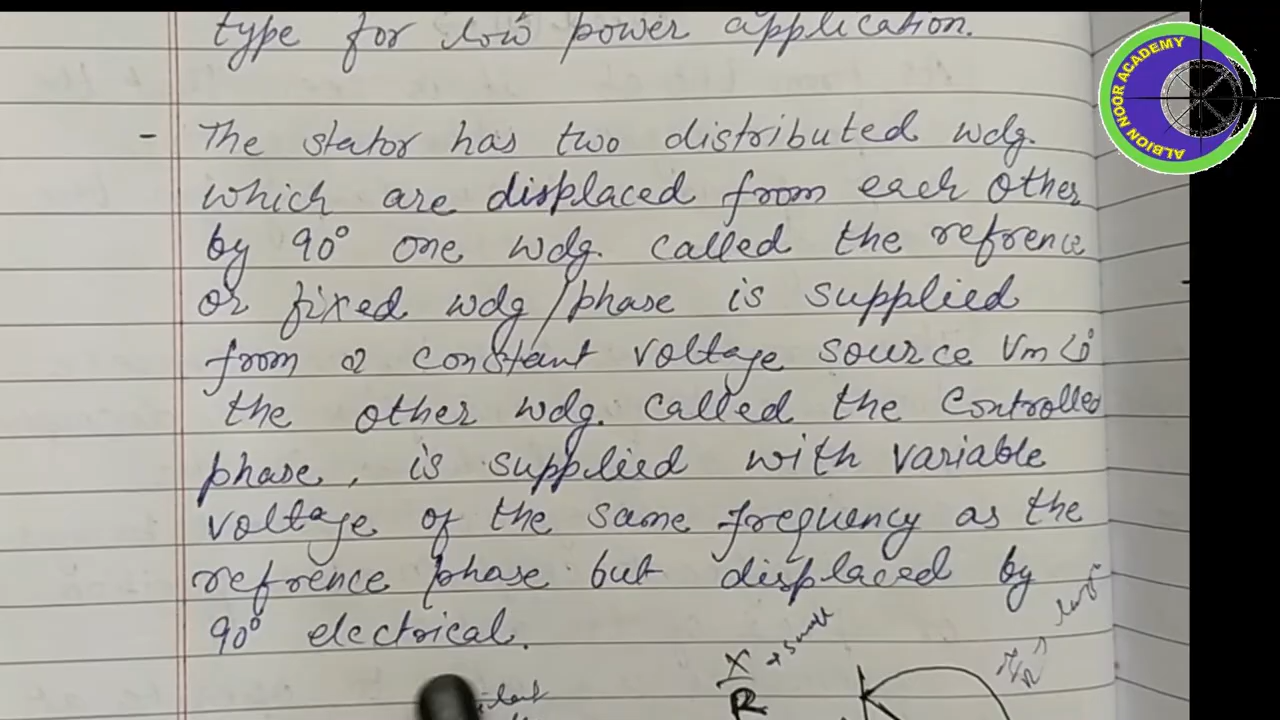 type for low power application.
- The stator has two distributed wdg.
which are displaced from each other
by 90° one wdg. called the refrence
or fixed wdg/phase is supplied
from a constant voltage source Vm∠0°
the other wdg. called the Controlled
phase, is supplied with variable
voltage of the same frequency as the
refrence phase but displaced by
90° electrical.
X
R
small
X/R
ALBION NOOR ACADEMY